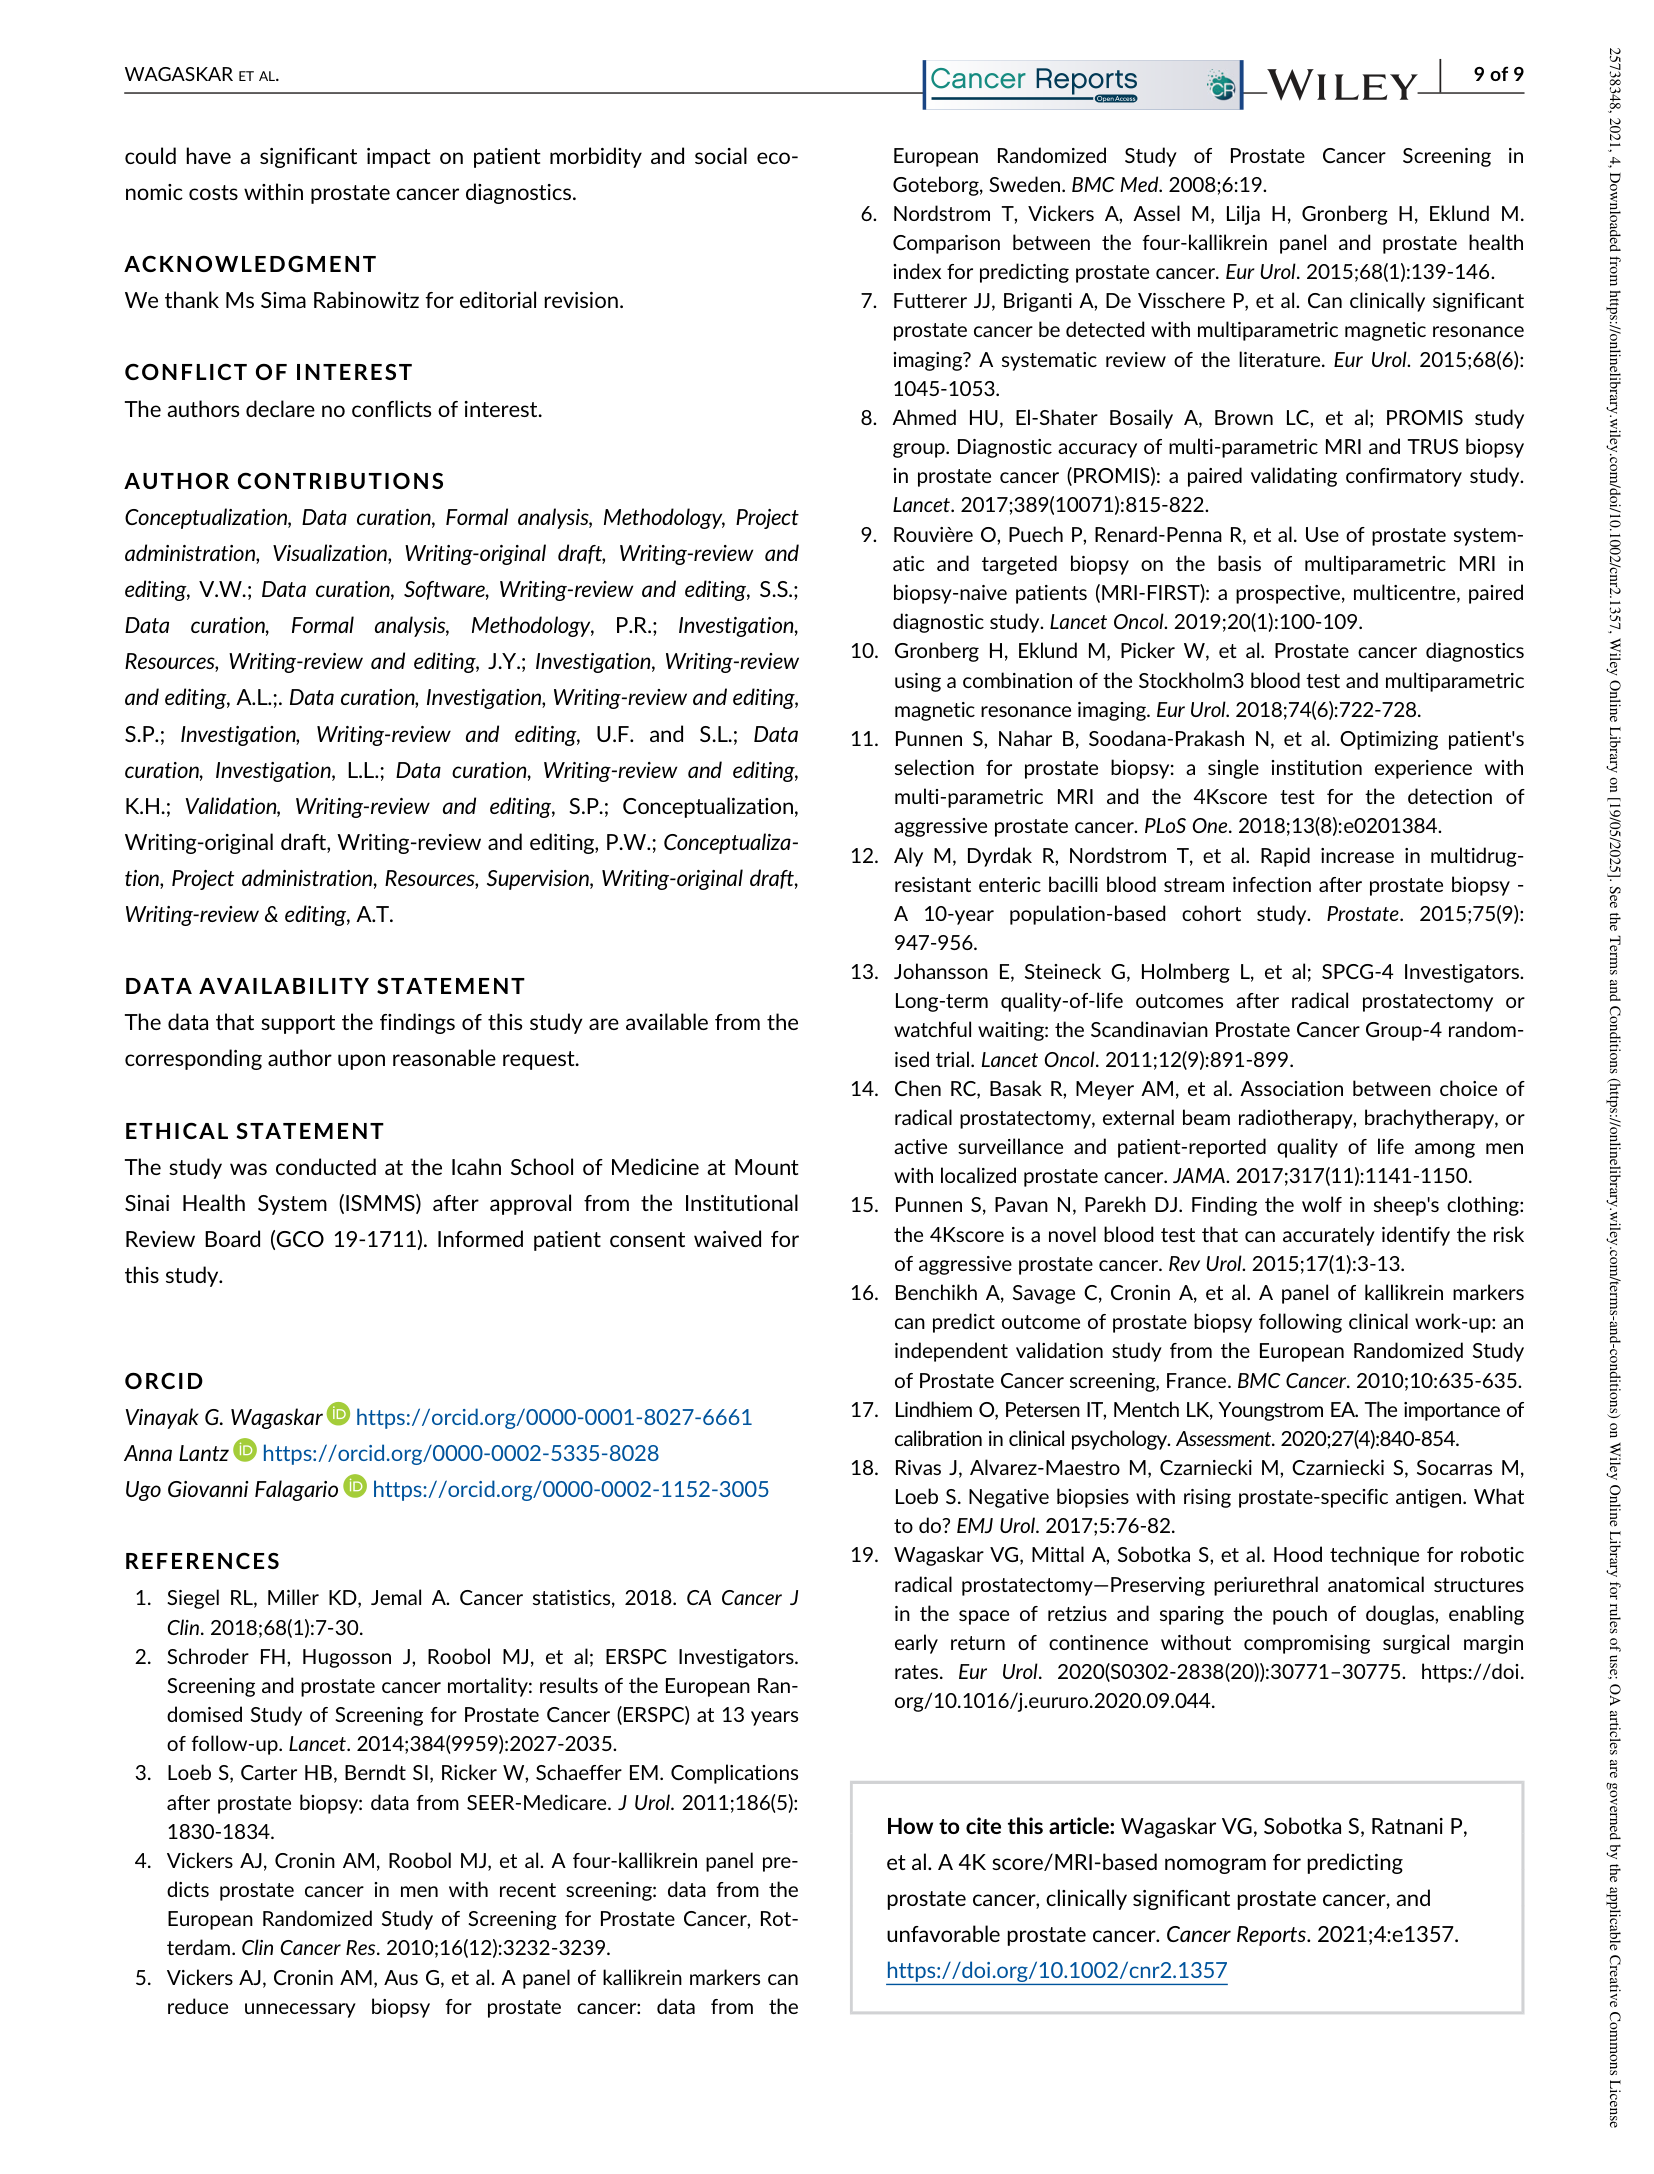 WAGASKAR ET AL.
Cancer Reports
Open Access
CR
WILEY
9 of 9
could have a significant impact on patient morbidity and social eco-
nomic costs within prostate cancer diagnostics.
ACKNOWLEDGMENT
We thank Ms Sima Rabinowitz for editorial revision.
CONFLICT OF INTEREST
The authors declare no conflicts of interest.
AUTHOR CONTRIBUTIONS
Conceptualization, Data curation, Formal analysis, Methodology, Project
administration, Visualization, Writing-original draft, Writing-review and
editing, V.W.; Data curation, Software, Writing-review and editing, S.S.;
Data curation, Formal analysis, Methodology, P.R.; Investigation,
Resources, Writing-review and editing, J.Y.; Investigation, Writing-review
and editing, A.L.;. Data curation, Investigation, Writing-review and editing,
S.P.; Investigation, Writing-review and editing, U.F. and S.L.; Data
curation, Investigation, L.L.; Data curation, Writing-review and editing,
K.H.; Validation, Writing-review and editing, S.P.; Conceptualization,
Writing-original draft, Writing-review and editing, P.W.; Conceptualiza-
tion, Project administration, Resources, Supervision, Writing-original draft,
Writing-review & editing, A.T.
DATA AVAILABILITY STATEMENT
The data that support the findings of this study are available from the
corresponding author upon reasonable request.
ETHICAL STATEMENT
The study was conducted at the Icahn School of Medicine at Mount
Sinai Health System (ISMMS) after approval from the Institutional
Review Board (GCO 19-1711). Informed patient consent waived for
this study.
ORCID
Vinayak G. Wagaskar iD https://orcid.org/0000-0001-8027-6661
Anna Lantz iD https://orcid.org/0000-0002-5335-8028
Ugo Giovanni Falagario iD https://orcid.org/0000-0002-1152-3005
REFERENCES
1. Siegel RL, Miller KD, Jemal A. Cancer statistics, 2018. CA Cancer J
Clin. 2018;68(1):7-30.
2. Schroder FH, Hugosson J, Roobol MJ, et al; ERSPC Investigators.
Screening and prostate cancer mortality: results of the European Ran-
domised Study of Screening for Prostate Cancer (ERSPC) at 13 years
of follow-up. Lancet. 2014;384(9959):2027-2035.
3. Loeb S, Carter HB, Berndt SI, Ricker W, Schaeffer EM. Complications
after prostate biopsy: data from SEER-Medicare. J Urol. 2011;186(5):
1830-1834.
4. Vickers AJ, Cronin AM, Roobol MJ, et al. A four-kallikrein panel pre-
dicts prostate cancer in men with recent screening: data from the
European Randomized Study of Screening for Prostate Cancer, Rot-
terdam. Clin Cancer Res. 2010;16(12):3232-3239.
5. Vickers AJ, Cronin AM, Aus G, et al. A panel of kallikrein markers can
reduce unnecessary biopsy for prostate cancer: data from the
European Randomized Study of Prostate Cancer Screening in
Goteborg, Sweden. BMC Med. 2008;6:19.
6. Nordstrom T, Vickers A, Assel M, Lilja H, Gronberg H, Eklund M.
Comparison between the four-kallikrein panel and prostate health
index for predicting prostate cancer. Eur Urol. 2015;68(1):139-146.
7. Futterer JJ, Briganti A, De Visschere P, et al. Can clinically significant
prostate cancer be detected with multiparametric magnetic resonance
imaging? A systematic review of the literature. Eur Urol. 2015;68(6):
1045-1053.
8. Ahmed HU, El-Shater Bosaily A, Brown LC, et al; PROMIS study
group. Diagnostic accuracy of multi-parametric MRI and TRUS biopsy
in prostate cancer (PROMIS): a paired validating confirmatory study.
Lancet. 2017;389(10071):815-822.
9. Rouvière O, Puech P, Renard-Penna R, et al. Use of prostate system-
atic and targeted biopsy on the basis of multiparametric MRI in
biopsy-naive patients (MRI-FIRST): a prospective, multicentre, paired
diagnostic study. Lancet Oncol. 2019;20(1):100-109.
10. Gronberg H, Eklund M, Picker W, et al. Prostate cancer diagnostics
using a combination of the Stockholm3 blood test and multiparametric
magnetic resonance imaging. Eur Urol. 2018;74(6):722-728.
11. Punnen S, Nahar B, Soodana-Prakash N, et al. Optimizing patient's
selection for prostate biopsy: a single institution experience with
multi-parametric MRI and the 4Kscore test for the detection of
aggressive prostate cancer. PLoS One. 2018;13(8):e0201384.
12. Aly M, Dyrdak R, Nordstrom T, et al. Rapid increase in multidrug-
resistant enteric bacilli blood stream infection after prostate biopsy -
A 10-year population-based cohort study. Prostate. 2015;75(9):
947-956.
13. Johansson E, Steineck G, Holmberg L, et al; SPCG-4 Investigators.
Long-term quality-of-life outcomes after radical prostatectomy or
watchful waiting: the Scandinavian Prostate Cancer Group-4 random-
ised trial. Lancet Oncol. 2011;12(9):891-899.
14. Chen RC, Basak R, Meyer AM, et al. Association between choice of
radical prostatectomy, external beam radiotherapy, brachytherapy, or
active surveillance and patient-reported quality of life among men
with localized prostate cancer. JAMA. 2017;317(11):1141-1150.
15. Punnen S, Pavan N, Parekh DJ. Finding the wolf in sheep's clothing:
the 4Kscore is a novel blood test that can accurately identify the risk
of aggressive prostate cancer. Rev Urol. 2015;17(1):3-13.
16. Benchikh A, Savage C, Cronin A, et al. A panel of kallikrein markers
can predict outcome of prostate biopsy following clinical work-up: an
independent validation study from the European Randomized Study
of Prostate Cancer screening, France. BMC Cancer. 2010;10:635-635.
17. Lindhiem O, Petersen IT, Mentch LK, Youngstrom EA. The importance of
calibration in clinical psychology. Assessment. 2020;27(4):840-854.
18. Rivas J, Alvarez-Maestro M, Czarniecki M, Czarniecki S, Socarras M,
Loeb S. Negative biopsies with rising prostate-specific antigen. What
to do? EMJ Urol. 2017;5:76-82.
19. Wagaskar VG, Mittal A, Sobotka S, et al. Hood technique for robotic
radical prostatectomy—Preserving periurethral anatomical structures
in the space of retzius and sparing the pouch of douglas, enabling
early return of continence without compromising surgical margin
rates. Eur Urol. 2020(S0302-2838(20)):30771–30775. https://doi.
org/10.1016/j.eururo.2020.09.044.
How to cite this article: Wagaskar VG, Sobotka S, Ratnani P,
et al. A 4K score/MRI-based nomogram for predicting
prostate cancer, clinically significant prostate cancer, and
unfavorable prostate cancer. Cancer Reports. 2021;4:e1357.
https://doi.org/10.1002/cnr2.1357
25738348, 2021, 4, Downloaded from https://onlinelibrary.wiley.com/doi/10.1002/cnr2.1357, Wiley Online Library on [19/05/2025]. See the Terms and Conditions (https://onlinelibrary.wiley.com/terms-and-conditions) on Wiley Online Library for rules of use; OA articles are governed by the applicable Creative Commons License